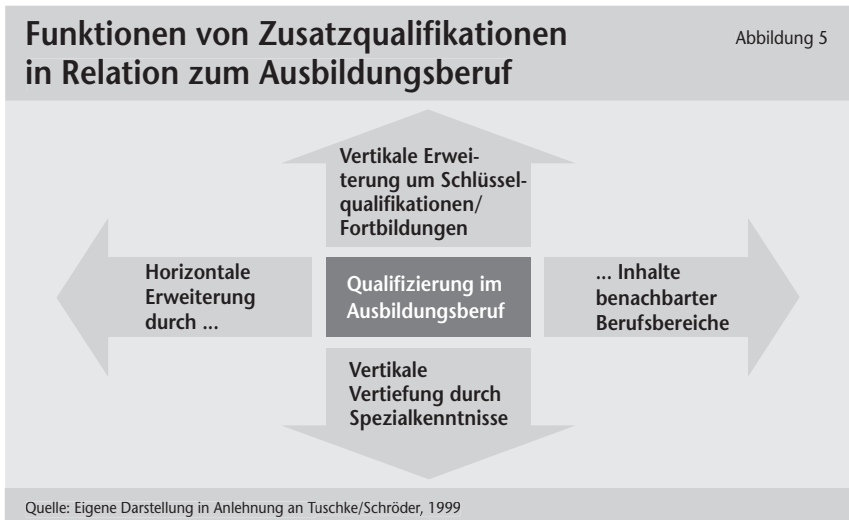 Funktionen von Zusatzqualifikationen
in Relation zum Ausbildungsberuf
Abbildung 5
Vertikale Erwei-
terung um Schlüssel-
qualifikationen/
Fortbildungen
Horizontale
Erweiterung
durch ...
Qualifizierung im
Ausbildungsberuf
... Inhalte
benachbarter
Berufsbereiche
Vertikale
Vertiefung durch
Spezialkenntnisse
Quelle: Eigene Darstellung in Anlehnung an Tuschke/Schröder, 1999